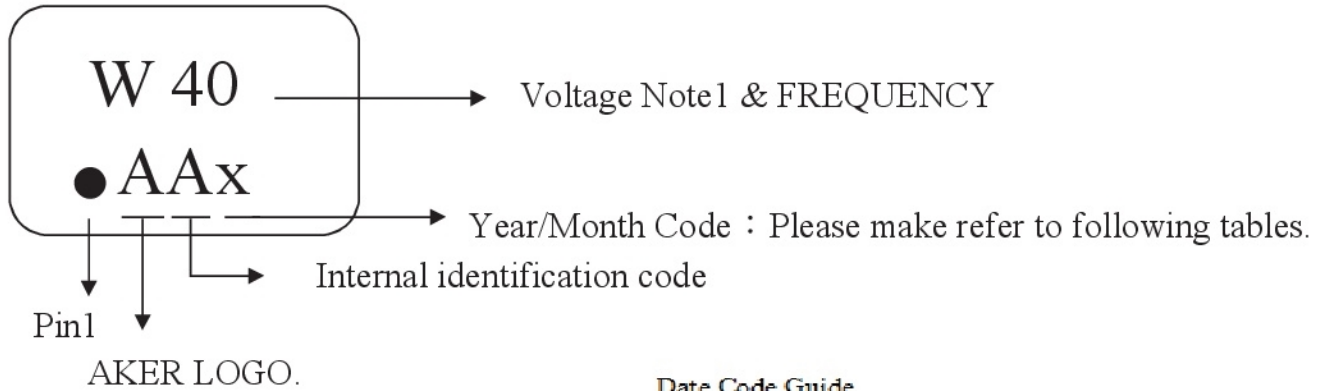 W 40
Voltage Note1 & FREQUENCY
●AAx
Year/Month Code：Please make refer to following tables.
Internal identification code
Pin1
AKER LOGO.
Date Code Guide